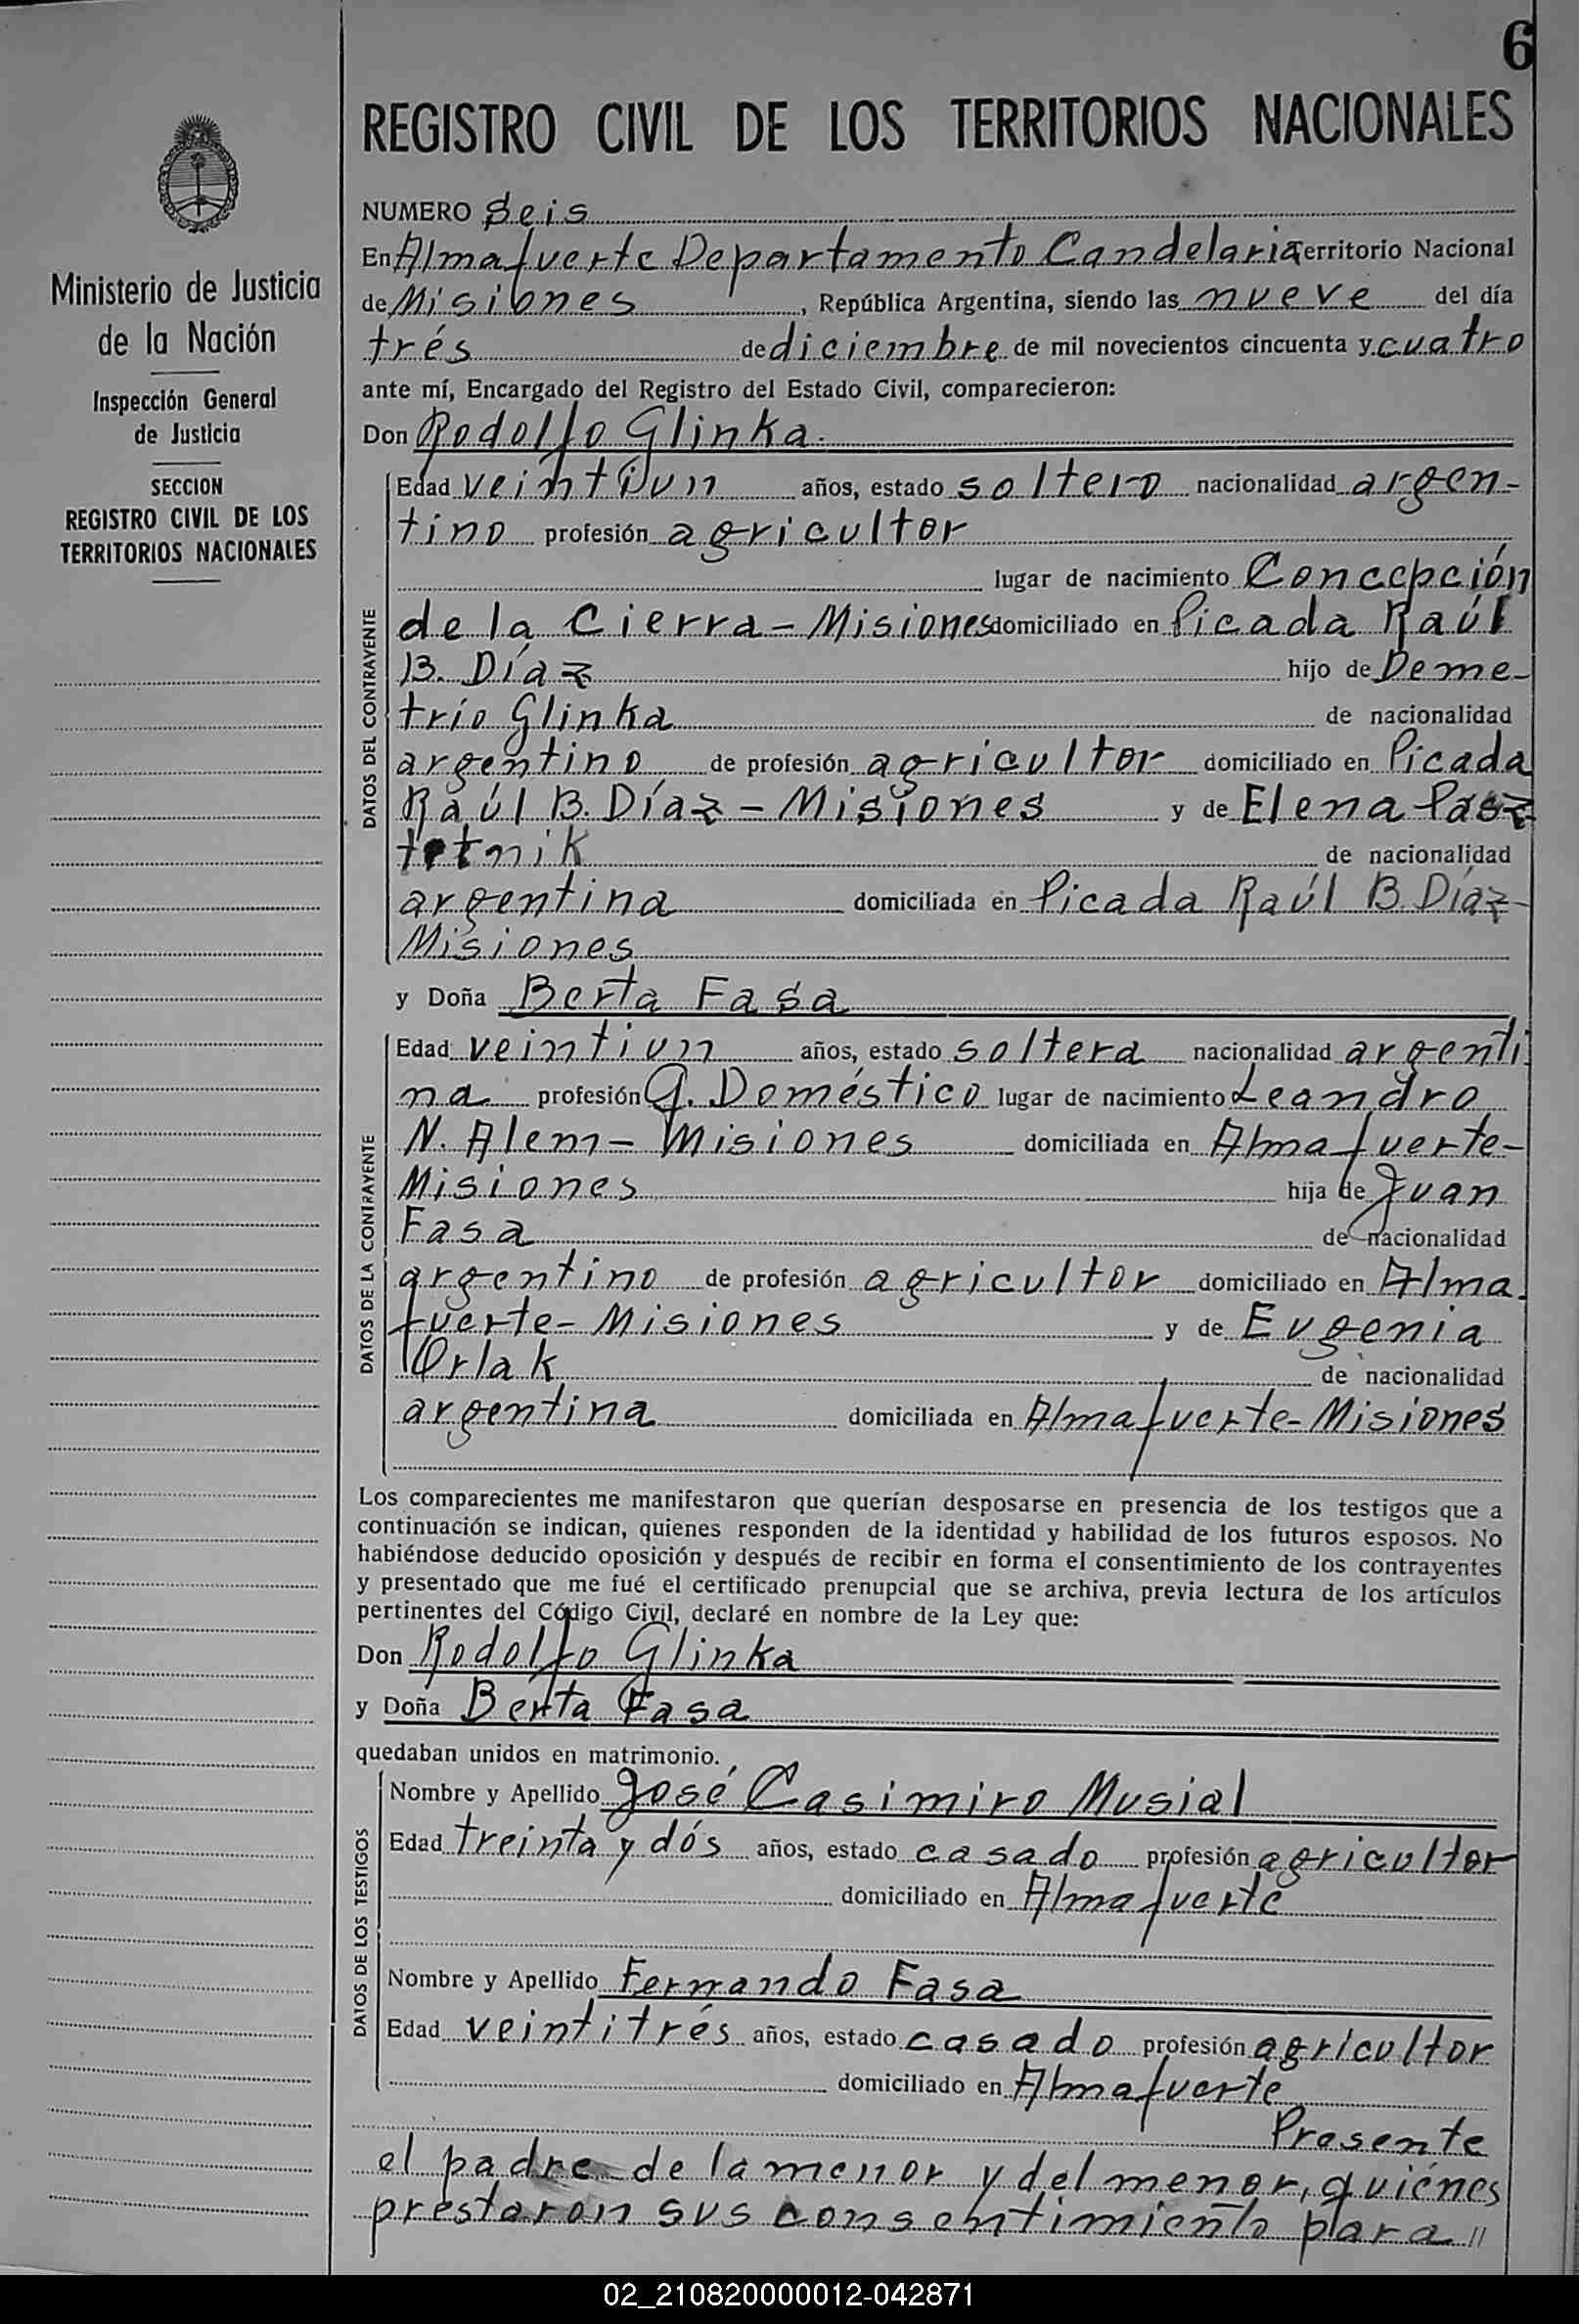 6
REGISTRO CIVIL DE LOS TERRITORIOS NACIONALES
Ministerio de Justicia
de la Nación
Inspección General
de Justicia
SECCION
REGISTRO CIVIL DE LOS
TERRITORIOS NACIONALES
NUMERO Seis
En Almafuerte Departamento Candelaria Territorio Nacional
de Misiones, República Argentina, siendo las nueve del día
trés de diciembre de mil novecientos cincuenta y cuatro
ante mí, Encargado del Registro del Estado Civil, comparecieron:
Don Rodolfo Glinka.
DATOS DEL CONTRAYENTE
Edad veintiun años, estado soltero nacionalidad argen-
tino profesión agricultor
lugar de nacimiento Concepción
de la Cierra - Misiones domiciliado en Picada Raúl
B. Díaz hijo de Deme-
trio Glinka de nacionalidad
argentino de profesión agricultor domiciliado en Picada
Raúl B. Díaz - Misiones y de Elena Pasz
tetnik de nacionalidad
argentina domiciliada en Picada Raúl B. Díaz-
Misiones
y Doña Berta Fasa
DATOS DE LA CONTRAYENTE
Edad veintiun años, estado soltera nacionalidad argenti
na profesión Q. Doméstico lugar de nacimiento Leandro
N. Alem - Misiones domiciliada en Almafuerte-
Misiones hija de Juan
Fasa de nacionalidad
argentino de profesión agricultor domiciliado en Alma.
fuerte - Misiones y de Eugenia
Orlak de nacionalidad
argentina domiciliada en Almafuerte - Misiones
Los comparecientes me manifestaron que querían desposarse en presencia de los testigos que a
continuación se indican, quienes responden de la identidad y habilidad de los futuros esposos. No
habiéndose deducido oposición y después de recibir en forma el consentimiento de los contrayentes
y presentado que me fué el certificado prenupcial que se archiva, previa lectura de los artículos
pertinentes del Código Civil, declaré en nombre de la Ley que:
Don Rodolfo Glinka
y Doña Berta Fasa
quedaban unidos en matrimonio.
DATOS DE LOS TESTIGOS
Nombre y Apellido José Casimiro Musial
Edad treinta y dós años, estado casado profesión agricultor
domiciliado en Almafuerte
Nombre y Apellido Fernando Fasa
Edad veintitrés años, estado casado profesión agricultor
domiciliado en Almafuerte
Presente
el padre de la menor y del menor, quiénes
prestaron sus consentimiento para //
02_210820000012-042871